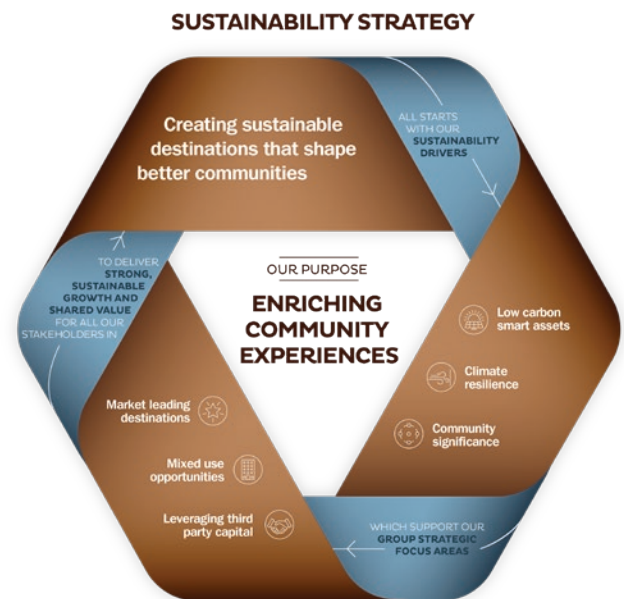 SUSTAINABILITY STRATEGY
Creating sustainable
destinations that shape
better communities
ALL STARTS
WITH OUR
SUSTAINABILITY
DRIVERS
Low carbon
smart assets
Climate
resilience
Community
significance
WHICH SUPPORT OUR
GROUP STRATEGIC
FOCUS AREAS
Market leading
destinations
Mixed use
opportunities
Leveraging third
party capital
TO DELIVER
STRONG,
SUSTAINABLE
GROWTH AND
SHARED VALUE
FOR ALL OUR
STAKEHOLDERS IN
OUR PURPOSE
ENRICHING
COMMUNITY
EXPERIENCES